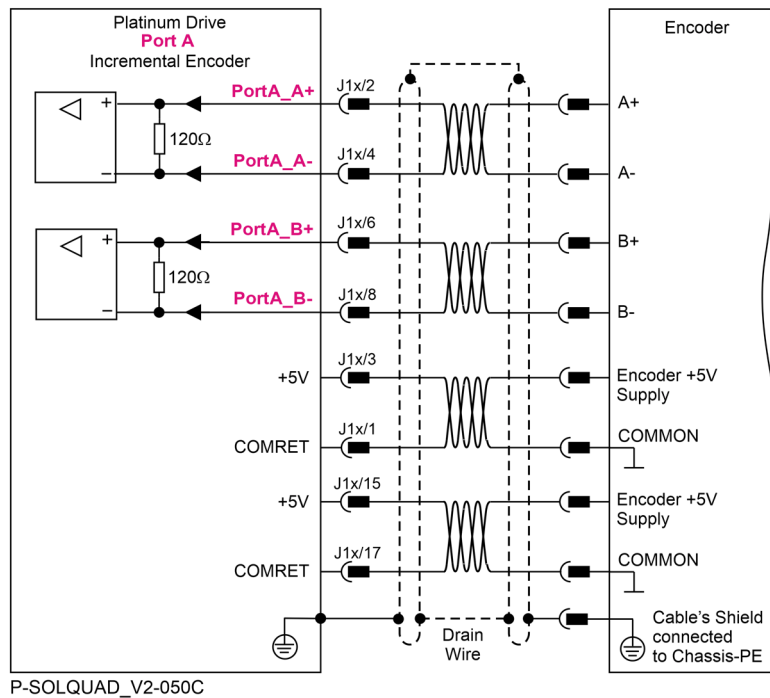 Platinum Drive
Port A
Incremental Encoder
Encoder
PortA_A+
J1x/2
A+
+
120Ω
PortA_A-
J1x/4
A-
−
PortA_B+
J1x/6
B+
+
120Ω
PortA_B-
J1x/8
B-
−
+5V
J1x/3
Encoder +5V
Supply
COMRET
J1x/1
COMMON
+5V
J1x/15
Encoder +5V
Supply
COMRET
J1x/17
COMMON
Drain
Wire
Cable's Shield
connected
to Chassis-PE
P-SOLQUAD_V2-050C